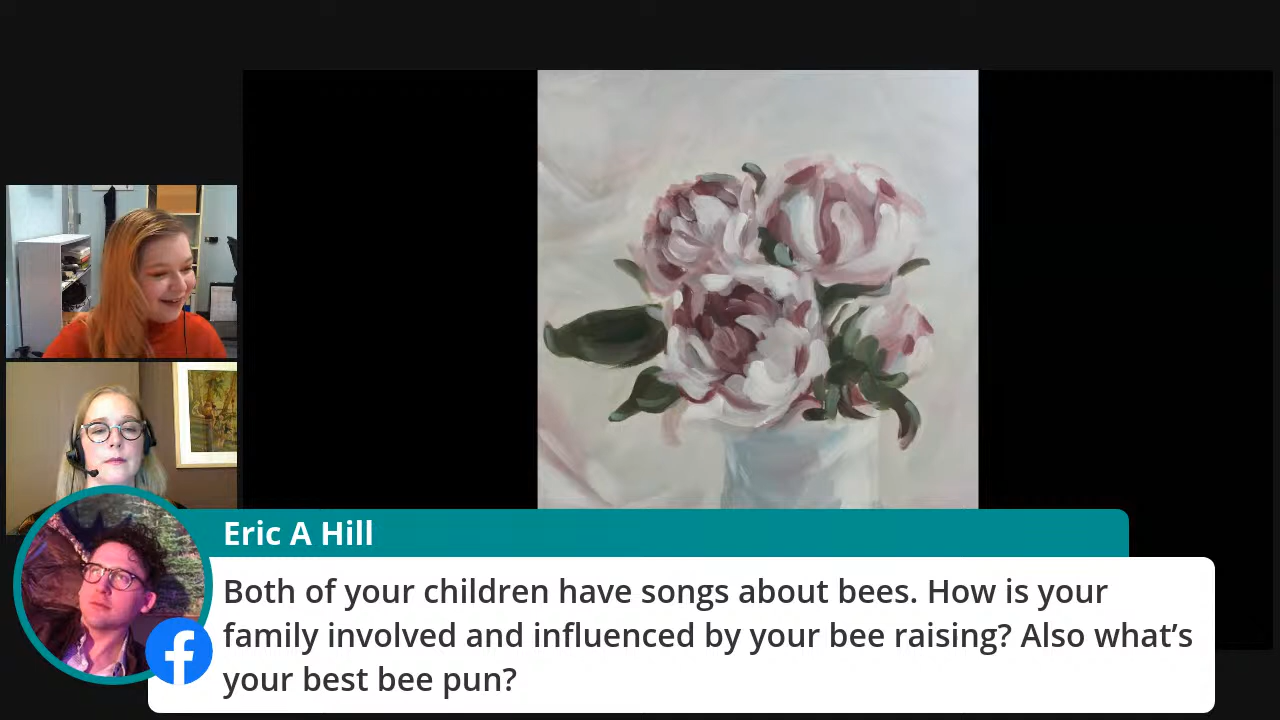 Eric A Hill
Both of your children have songs about bees. How is your
family involved and influenced by your bee raising? Also what’s
your best bee pun?